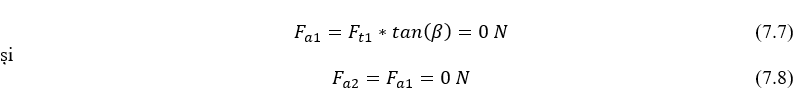 F_{a1} = F_{t1} * tan(β) = 0 N (7.7)
și
F_{a2} = F_{a1} = 0 N (7.8)